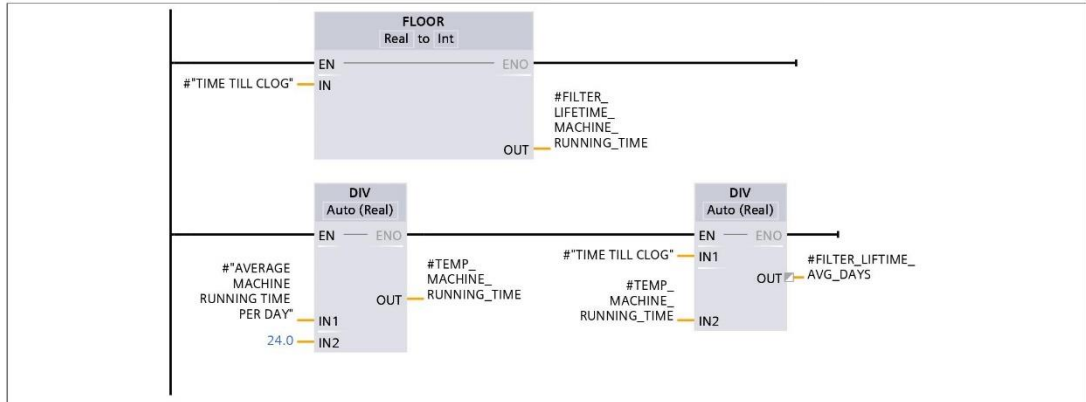 FLOOR
Real to Int
EN
ENO
#"TIME TILL CLOG"
IN
#FILTER_
LIFETIME_
MACHINE_
RUNNING_TIME
OUT
DIV
Auto (Real)
EN
ENO
#"AVERAGE
MACHINE
RUNNING TIME
PER DAY"
IN1
24.0
IN2
#TEMP_
MACHINE_
RUNNING_TIME
OUT
DIV
Auto (Real)
EN
ENO
#"TIME TILL CLOG"
IN1
#TEMP_
MACHINE_
RUNNING_TIME
IN2
#FILTER_LIFTIME_
AVG_DAYS
OUT